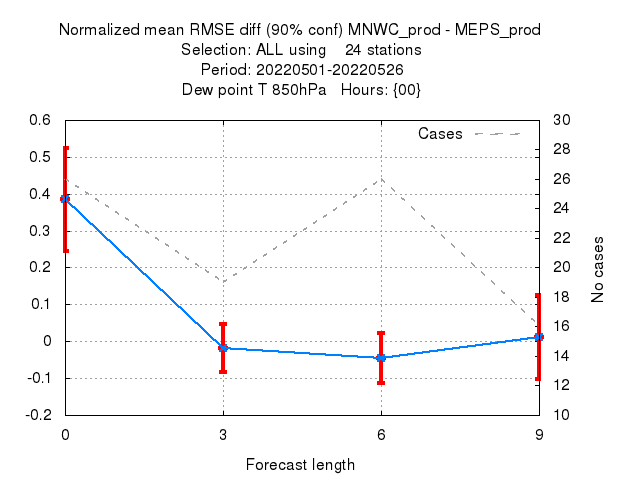 Normalized mean RMSE diff (90% conf) MNWC_prod - MEPS_prod
Selection: ALL using 24 stations
Period: 20220501-20220526
Dew point T 850hPa Hours: {00}
Cases
0.6
0.5
0.4
0.3
0.2
0.1
0
-0.1
-0.2
30
28
26
24
22
20
18
16
14
12
10
No cases
0 3 6 9
Forecast length